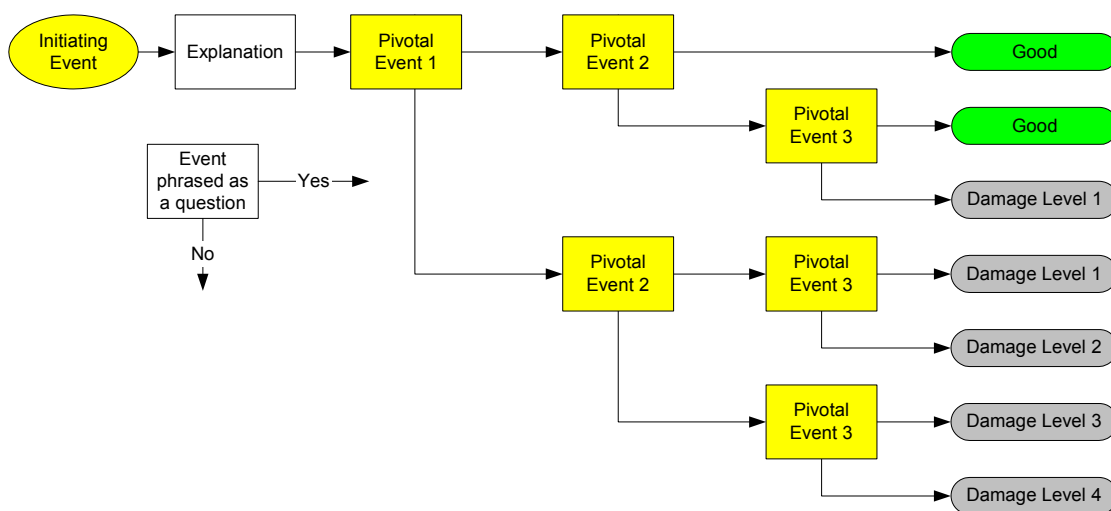 Initiating
Event
Explanation
Pivotal
Event 1
Pivotal
Event 2
Good
Pivotal
Event 3
Good
Event
phrased as
a question
Yes
No
Damage Level 1
Pivotal
Event 2
Pivotal
Event 3
Damage Level 1
Damage Level 2
Pivotal
Event 3
Damage Level 3
Damage Level 4